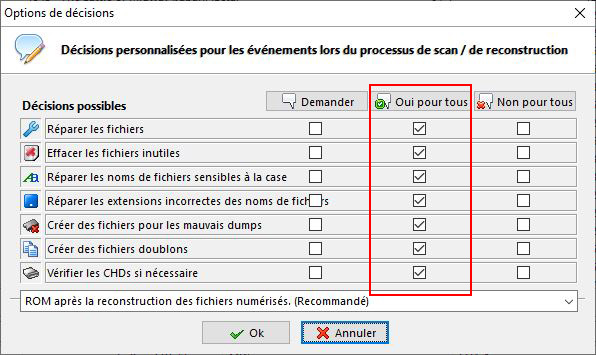 Options de décisions
Décisions personnalisées pour les événements lors du processus de scan / de reconstruction
Décisions possibles
Demander
Oui pour tous
Non pour tous
Réparer les fichiers
Effacer les fichiers inutiles
Réparer les noms de fichiers sensibles à la case
Réparer les extensions incorrectes des noms de fichiers
Créer des fichiers pour les mauvais dumps
Créer des fichiers doublons
Vérifier les CHDs si nécessaire
ROM après la reconstruction des fichiers numérisés. (Recommandé)
Ok
Annuler